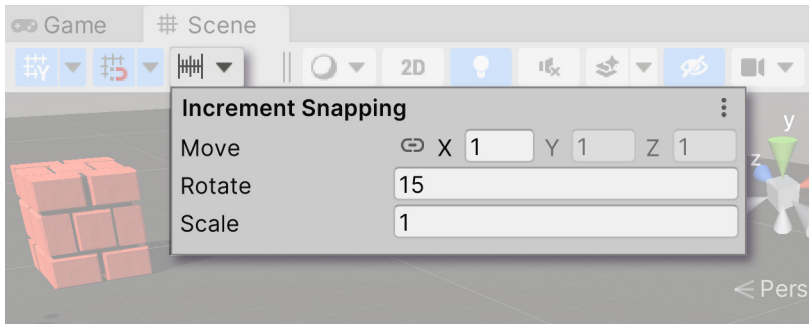 Game
Scene
2D
Increment Snapping
Move X 1 Y 1 Z 1
Rotate 15
Scale 1
y
z
Pers